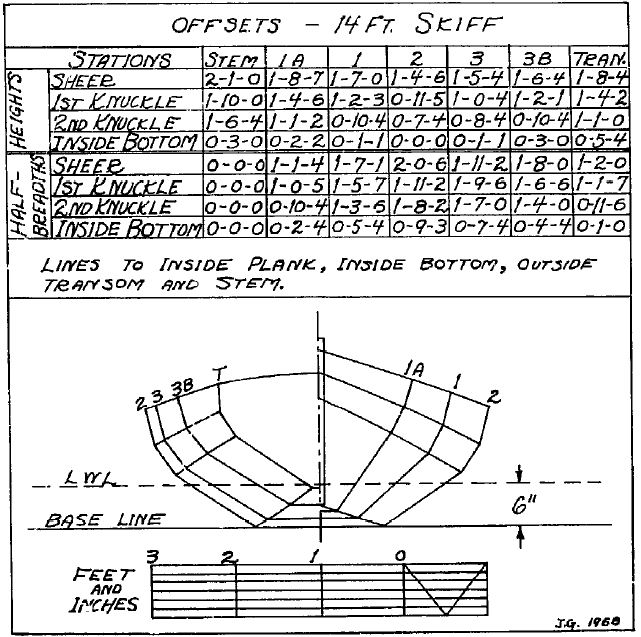 OFFSETS - 14 FT. SKIFF
STATIONS STEM 1A 1 2 3 3B TRAN.
HEIGHTS
SHEER 2-1-0 1-8-7 1-7-0 1-4-6 1-5-4 1-6-4 1-8-4
1ST KNUCKLE 1-10-0 1-4-6 1-2-3 0-11-5 1-0-4 1-2-1 1-4-2
2ND KNUCKLE 1-6-4 1-1-2 0-10-4 0-7-4 0-8-4 0-10-4 1-1-0
INSIDE BOTTOM 0-3-0 0-2-2 0-1-1 0-0-0 0-1-1 0-3-0 0-5-4
HALF-BREADTHS
SHEER 0-0-0 1-1-4 1-7-1 2-0-6 1-11-2 1-8-0 1-2-0
1ST KNUCKLE 0-0-0 1-0-5 1-5-7 1-11-2 1-9-6 1-6-6 1-1-7
2ND KNUCKLE 0-0-0 0-10-4 1-3-6 1-8-2 1-7-0 1-4-0 0-11-6
INSIDE BOTTOM 0-0-0 0-2-4 0-5-4 0-9-3 0-7-4 0-4-4 0-1-0
LINES TO INSIDE PLANK, INSIDE BOTTOM, OUTSIDE
TRANSOM AND STEM.
2 3 3B T 1A 1 2
LWL
6"
BASE LINE
3 2 1 0
FEET
AND
INCHES
J.G. 1968